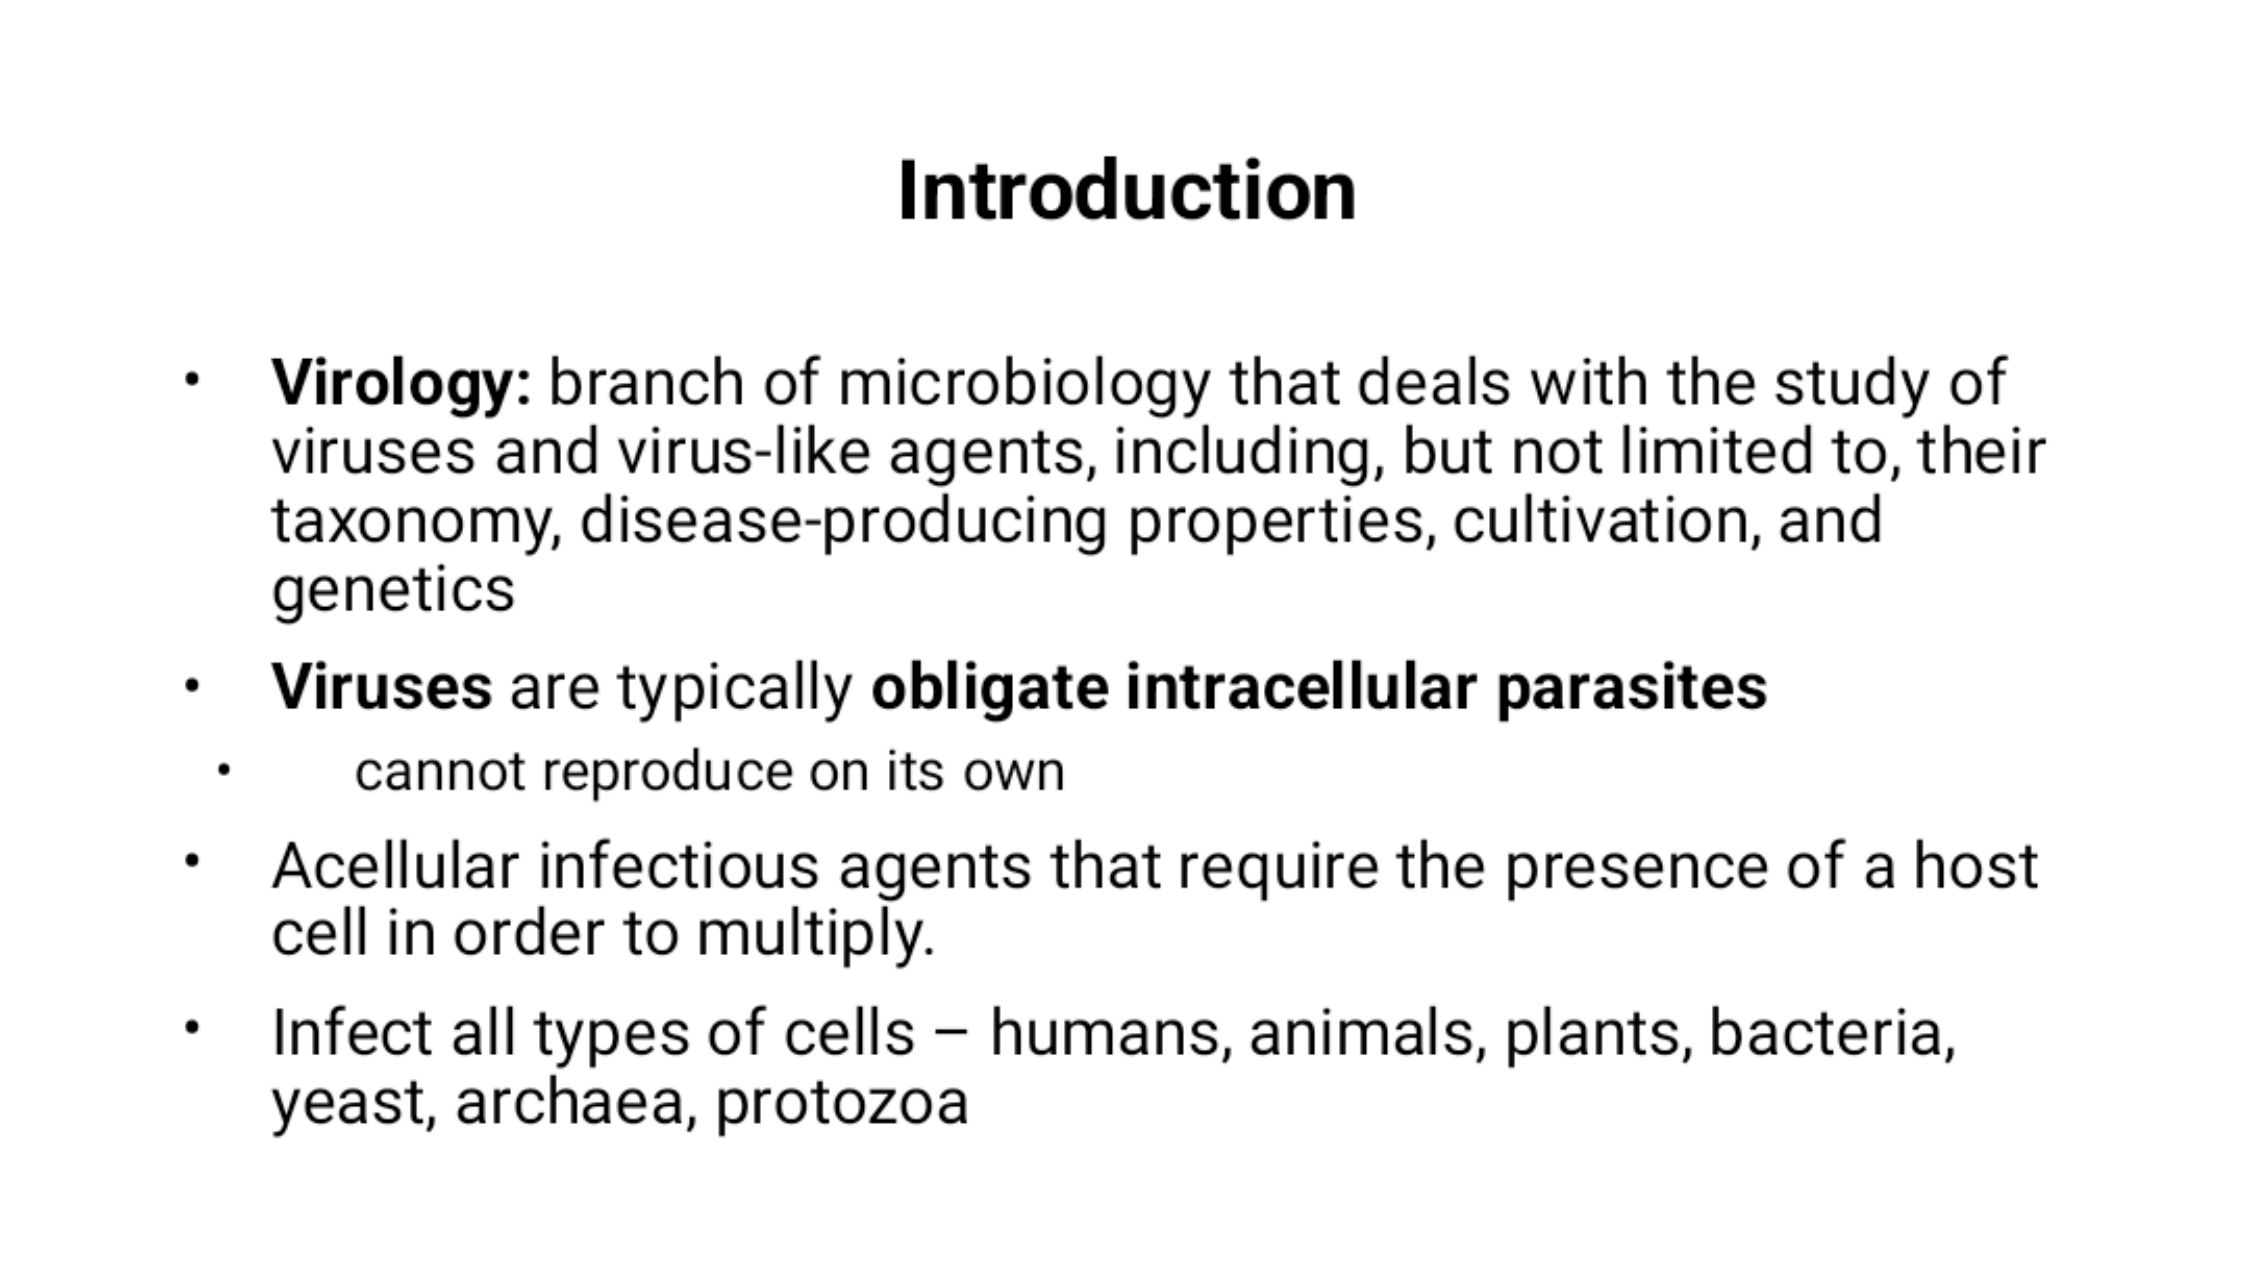 Introduction
• Virology: branch of microbiology that deals with the study of
viruses and virus-like agents, including, but not limited to, their
taxonomy, disease-producing properties, cultivation, and
genetics
• Viruses are typically obligate intracellular parasites
• cannot reproduce on its own
• Acellular infectious agents that require the presence of a host
cell in order to multiply.
• Infect all types of cells – humans, animals, plants, bacteria,
yeast, archaea, protozoa